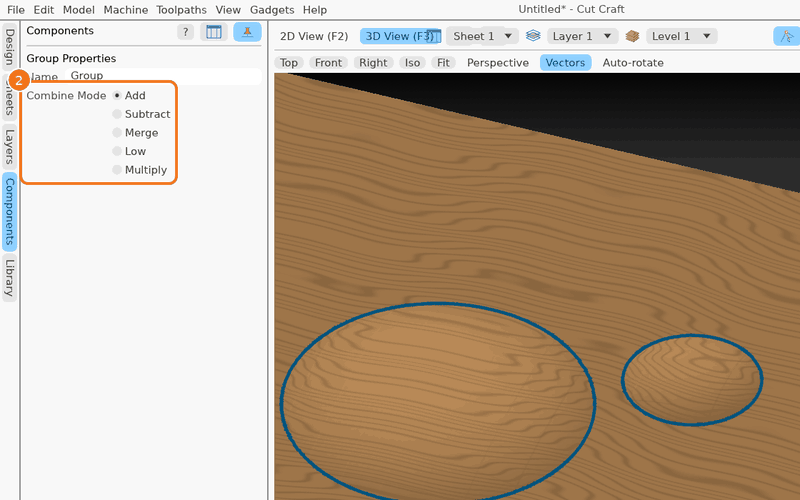 File Edit Model Machine Toolpaths View Gadgets Help Untitled* - Cut Craft
Components ?
2D View (F2) 3D View (F3) Sheet 1 Layer 1 Level 1
Top Front Right Iso Fit Perspective Vectors Auto-rotate
Design
Layers
Components
Library
Group Properties
2
Group
Combine Mode Add
Subtract
Merge
Low
Multiply